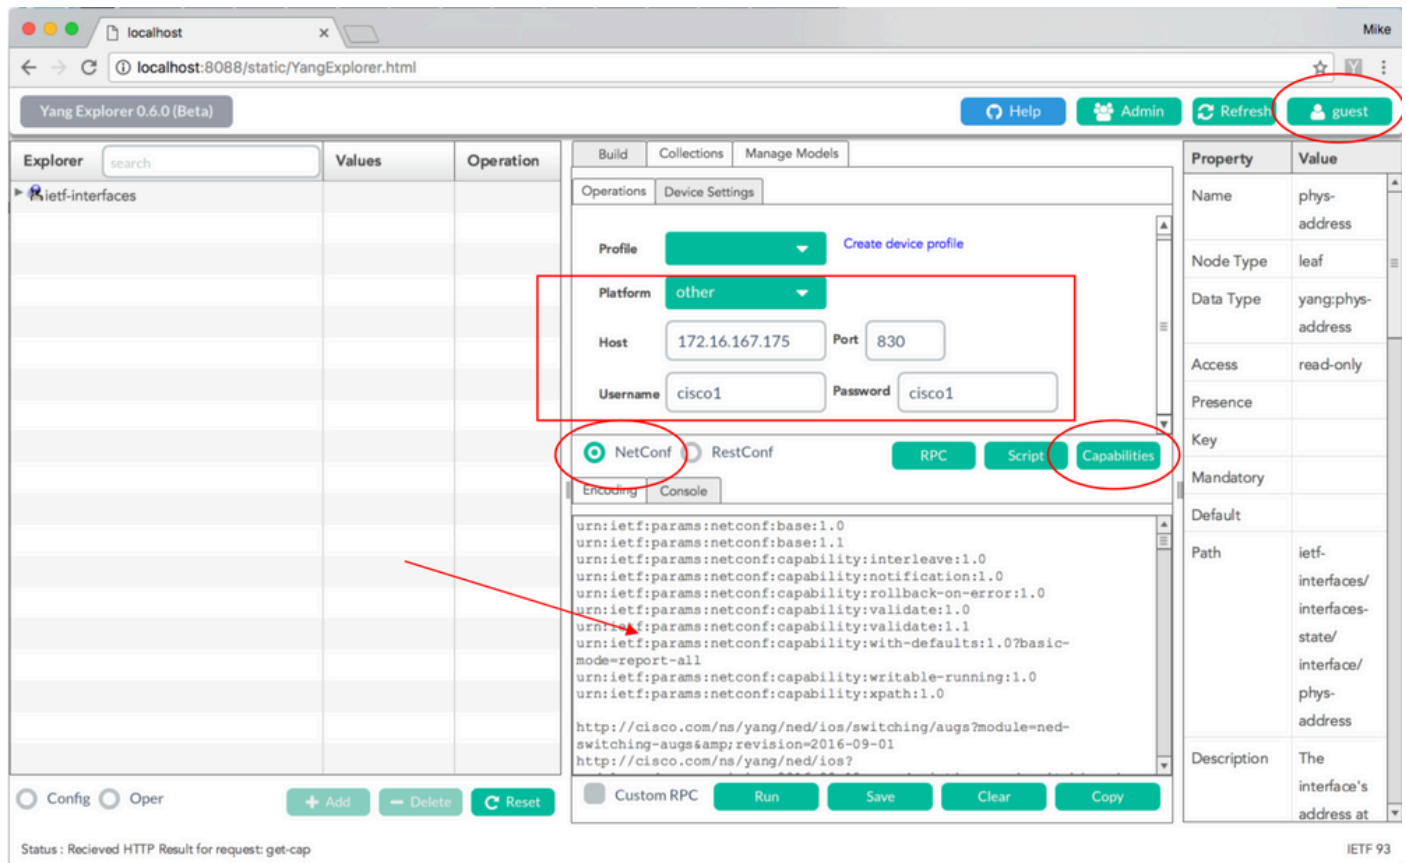 localhost
Mike
localhost:8088/static/YangExplorer.html
Yang Explorer 0.6.0 (Beta)
Help
Admin
Refresh
guest
Explorer search Values Operation
ietf-interfaces
Build Collections Manage Models
Operations Device Settings
Profile Create device profile
Platform other
Host 172.16.167.175 Port 830
Username cisco1 Password cisco1
NetConf RestConf RPC Script Capabilities
Encoding Console
urn:ietf:params:netconf:base:1.0
urn:ietf:params:netconf:base:1.1
urn:ietf:params:netconf:capability:interleave:1.0
urn:ietf:params:netconf:capability:notification:1.0
urn:ietf:params:netconf:capability:rollback-on-error:1.0
urn:ietf:params:netconf:capability:validate:1.0
urn:ietf:params:netconf:capability:validate:1.1
urn:ietf:params:netconf:capability:with-defaults:1.0?basic-
mode=report-all
urn:ietf:params:netconf:capability:writable-running:1.0
urn:ietf:params:netconf:capability:xpath:1.0
http://cisco.com/ns/yang/ned/ios/switching/augs?module=ned-
switching-augs&amp;revision=2016-09-01
http://cisco.com/ns/yang/ned/ios?
Custom RPC Run Save Clear Copy
Property Value
Name phys-
address
Node Type leaf
Data Type yang:phys-
address
Access read-only
Presence
Key
Mandatory
Default
Path ietf-
interfaces/
interfaces-
state/
interface/
phys-
address
Description The
interface's
address at
Config Oper Add Delete Reset
Status : Recieved HTTP Result for request: get-cap
IETF 93